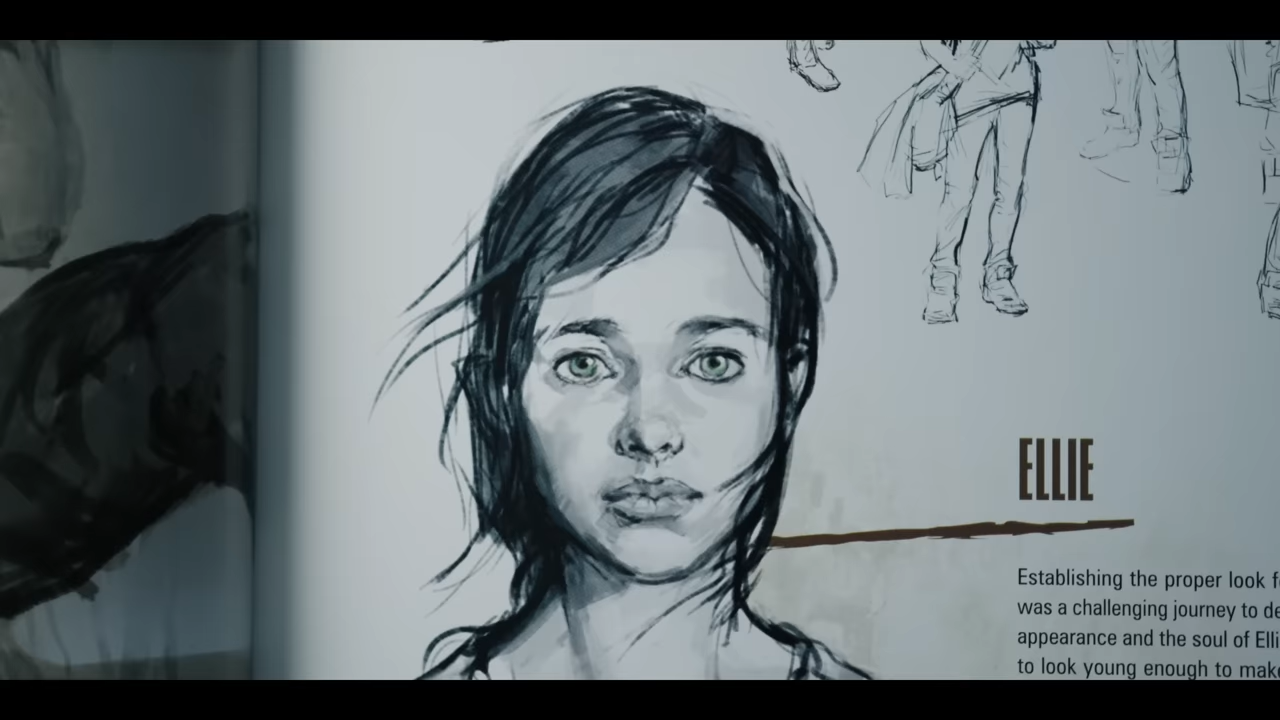 ELLIE
Establishing the proper look
was a challenging journey to
appearance and the soul of
to look young enough to